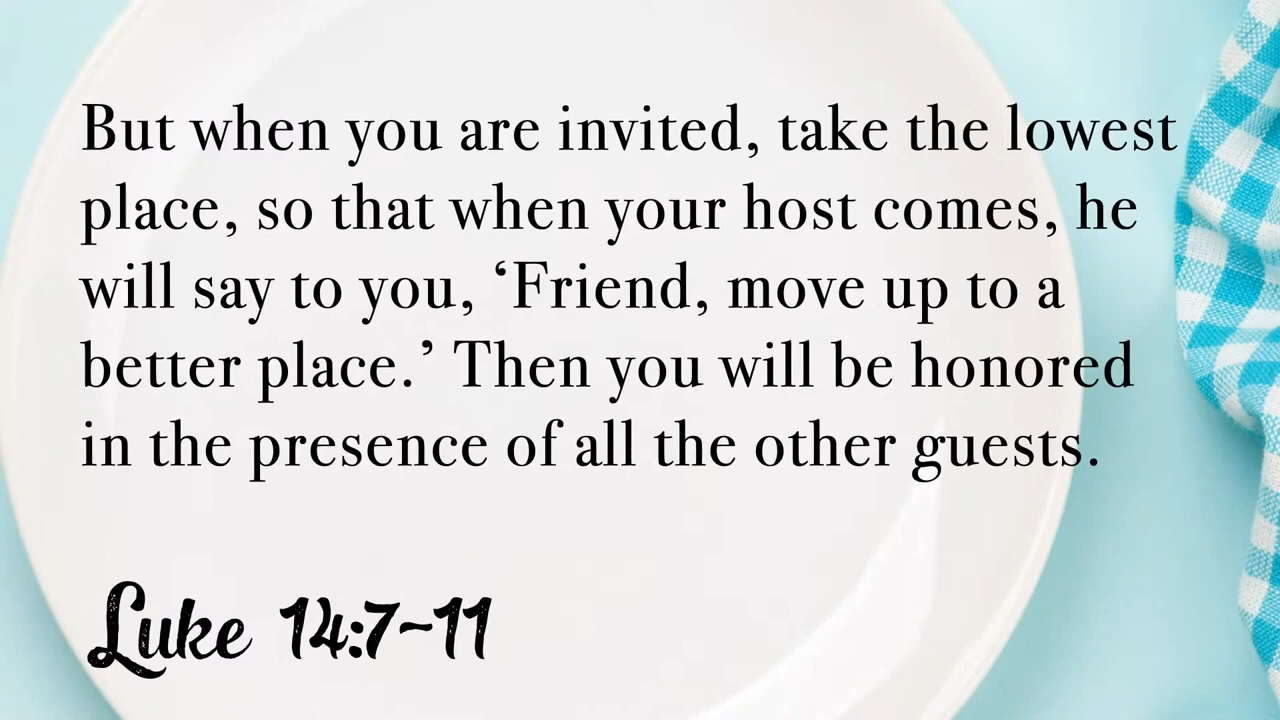 But when you are invited, take the lowest
place, so that when your host comes, he
will say to you, ‘Friend, move up to a
better place.’ Then you will be honored
in the presence of all the other guests.
Luke 14:7-11